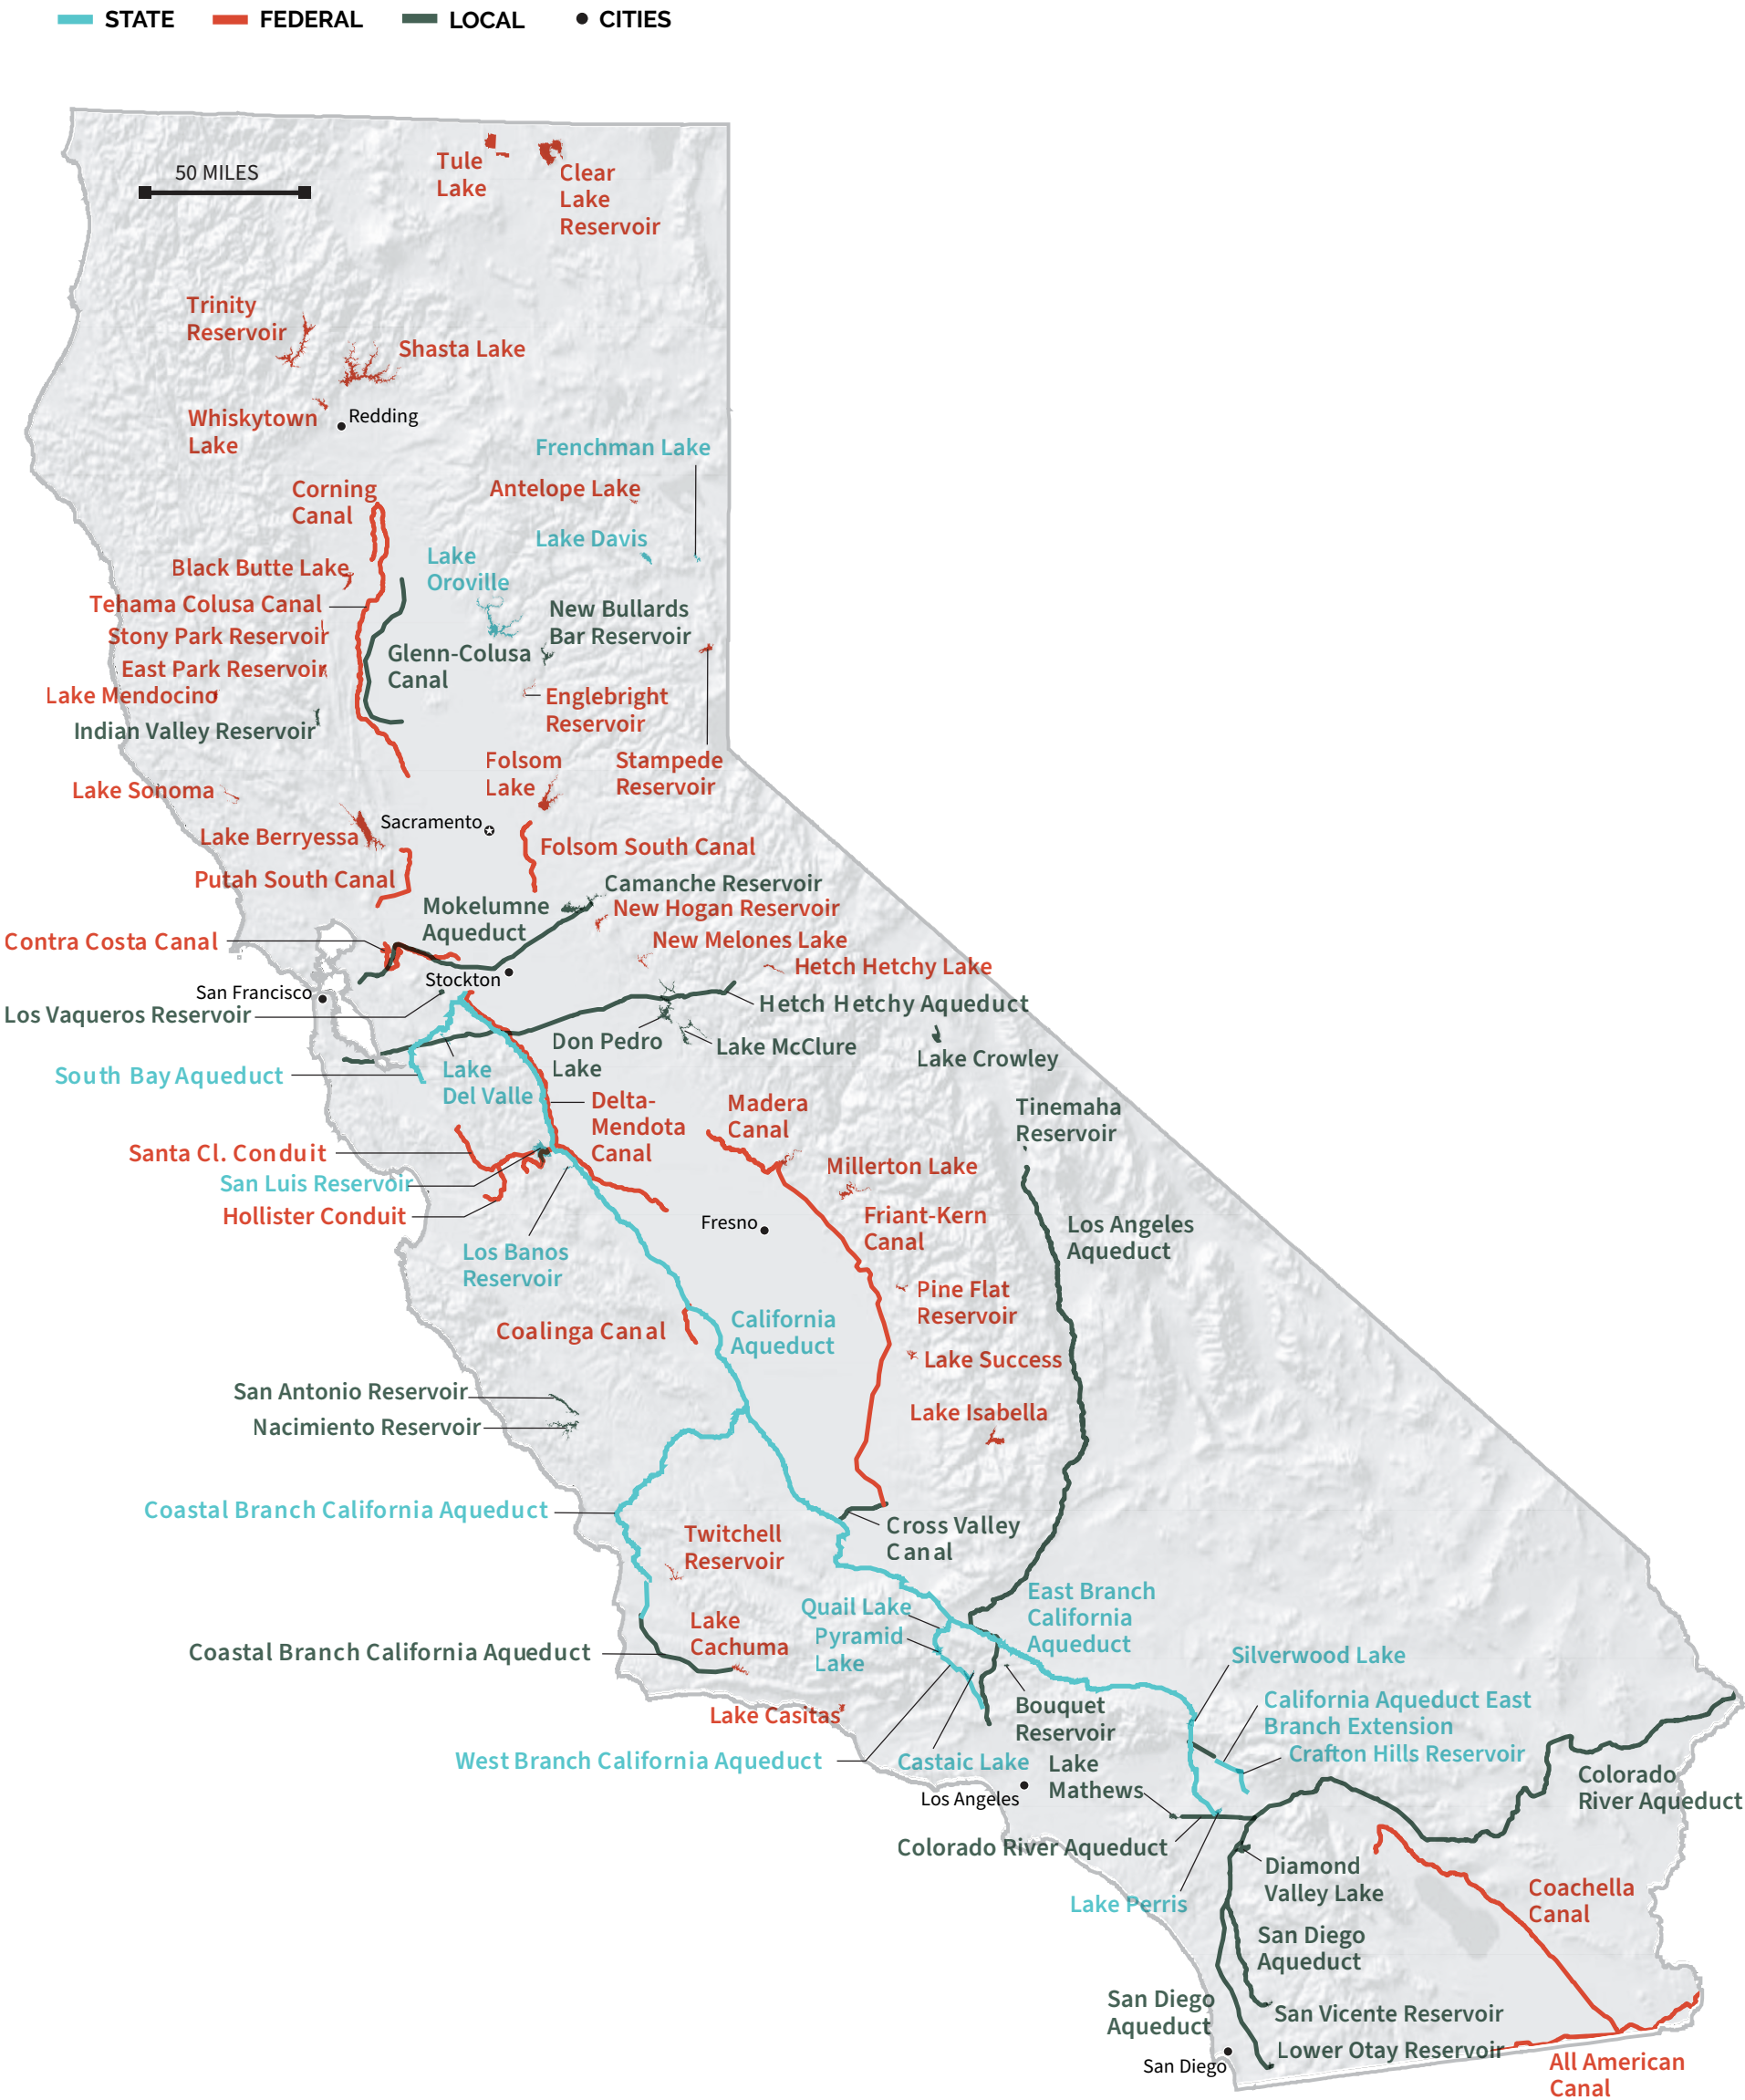 STATE FEDERAL LOCAL CITIES
50 MILES
Tule
Lake
Clear
Lake
Reservoir
Trinity
Reservoir
Shasta Lake
Whiskytown
Lake
Redding
Frenchman Lake
Corning
Canal
Antelope Lake
Lake Davis
Lake
Oroville
Black Butte Lake
Tehama Colusa Canal
New Bullards
Bar Reservoir
Stony Park Reservoir
Glenn-Colusa
Canal
East Park Reservoir
Lake Mendocino
Englebright
Reservoir
Indian Valley Reservoir
Folsom
Lake
Stampede
Reservoir
Lake Sonoma
Sacramento
Lake Berryessa
Folsom South Canal
Putah South Canal
Camanche Reservoir
Mokelumne
Aqueduct
New Hogan Reservoir
Contra Costa Canal
New Melones Lake
Hetch Hetchy Lake
Stockton
San Francisco
Hetch Hetchy Aqueduct
Los Vaqueros Reservoir
Don Pedro
Lake
Lake McClure
Lake Crowley
South Bay Aqueduct
Lake
Del Valle
Delta-
Mendota
Canal
Madera
Canal
Tinemaha
Reservoir
Santa Cl. Conduit
Millerton Lake
San Luis Reservoir
Hollister Conduit
Fresno
Friant-Kern
Canal
Los Angeles
Aqueduct
Los Banos
Reservoir
Pine Flat
Reservoir
Coalinga Canal
California
Aqueduct
Lake Success
San Antonio Reservoir
Nacimiento Reservoir
Lake Isabella
Coastal Branch California Aqueduct
Cross Valley
Canal
Twitchell
Reservoir
Quail Lake
East Branch
California
Aqueduct
Lake
Cachuma
Pyramid
Lake
Coastal Branch California Aqueduct
Silverwood Lake
Lake Casitas
Bouquet
Reservoir
California Aqueduct East
Branch Extension
West Branch California Aqueduct
Castaic Lake
Crafton Hills Reservoir
Lake
Mathews
Los Angeles
Colorado
River Aqueduct
Colorado River Aqueduct
Diamond
Valley Lake
Lake Perris
Coachella
Canal
San Diego
Aqueduct
San Diego
Aqueduct
San Vicente Reservoir
Lower Otay Reservoir
San Diego
All American
Canal